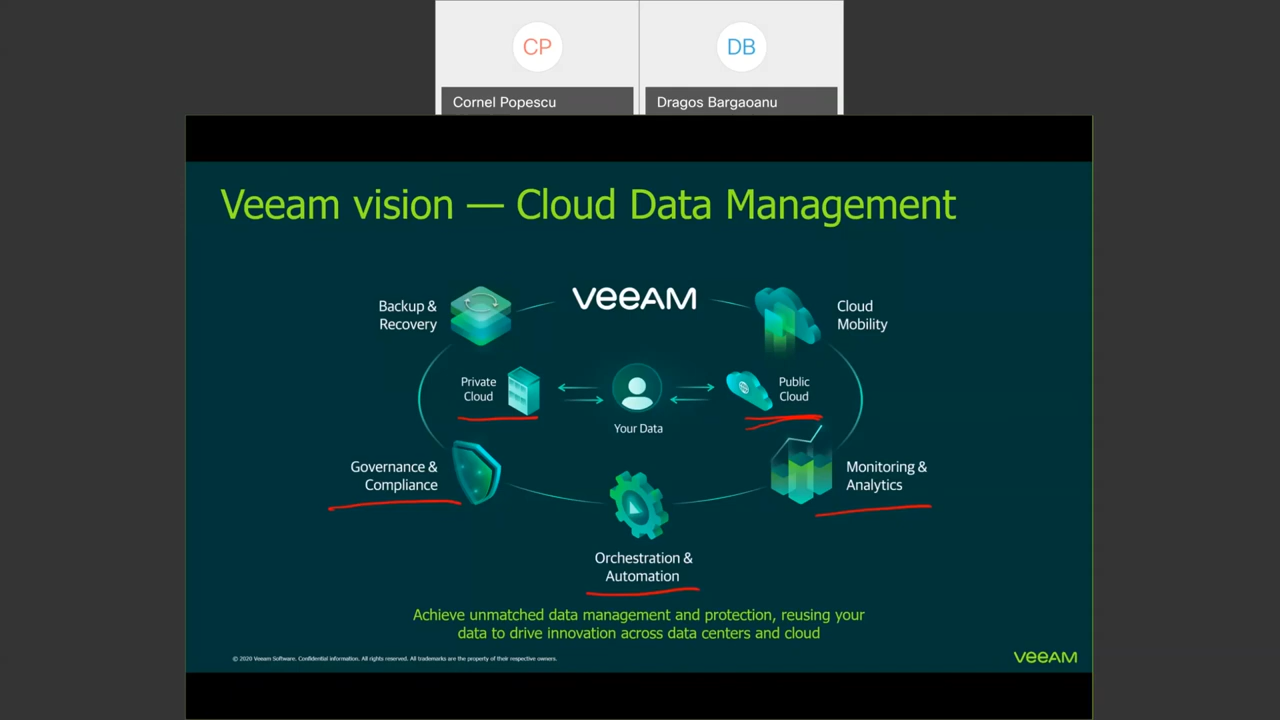 CP
DB
Cornel Popescu
Dragos Bargaoanu
Veeam vision — Cloud Data Management
Backup &
Recovery
VEEAM
Cloud
Mobility
Private
Cloud
Your Data
Public
Cloud
Governance &
Compliance
Monitoring &
Analytics
Orchestration &
Automation
Achieve unmatched data management and protection, reusing your
data to drive innovation across data centers and cloud
© 2020 Veeam Software. Confidential information. All rights reserved. All trademarks are the property of their respective owners.
VEEAM